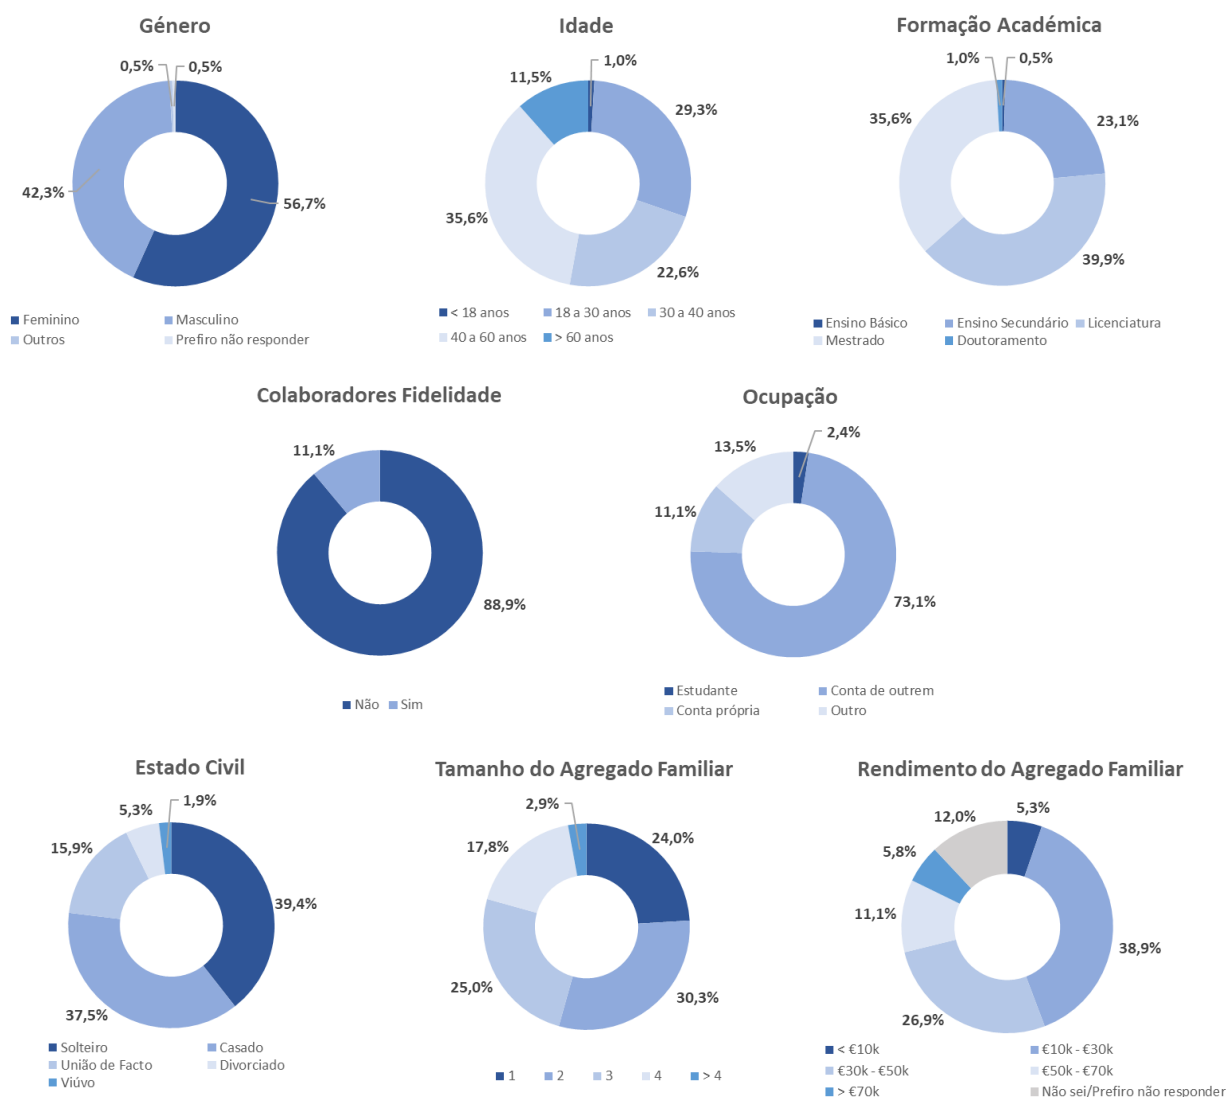 Género
Idade
Formação Académica
0,5%
0,5%
42,3%
56,7%
Feminino
Masculino
Outros
Prefiro não responder
11,5%
1,0%
29,3%
35,6%
22,6%
< 18 anos
18 a 30 anos
30 a 40 anos
40 a 60 anos
> 60 anos
1,0%
0,5%
35,6%
23,1%
39,9%
Ensino Básico
Ensino Secundário
Licenciatura
Mestrado
Doutoramento
Colaboradores Fidelidade
11,1%
88,9%
Não
Sim
Ocupação
13,5%
2,4%
11,1%
73,1%
Estudante
Conta de outrem
Conta própria
Outro
Estado Civil
5,3%
1,9%
15,9%
39,4%
37,5%
Solteiro
Casado
União de Facto
Divorciado
Viúvo
Tamanho do Agregado Familiar
2,9%
24,0%
17,8%
25,0%
30,3%
1
2
3
4
> 4
Rendimento do Agregado Familiar
12,0%
5,3%
5,8%
11,1%
38,9%
26,9%
< €10k
€10k - €30k
€30k - €50k
€50k - €70k
> €70k
Não sei/Prefiro não responder